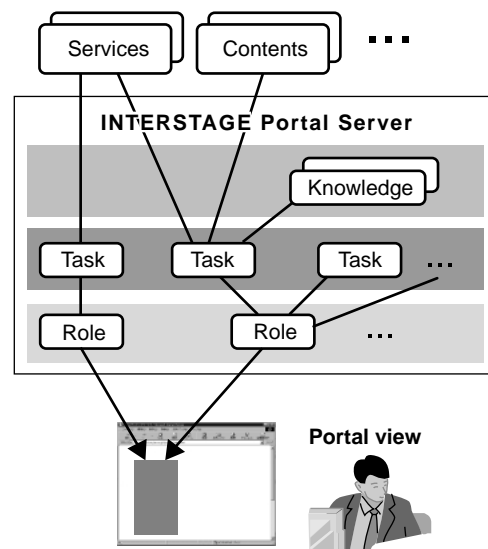 Services
Contents
...
INTERSTAGE Portal Server
Knowledge
Task
Task
Task
...
Role
Role
...
Portal view